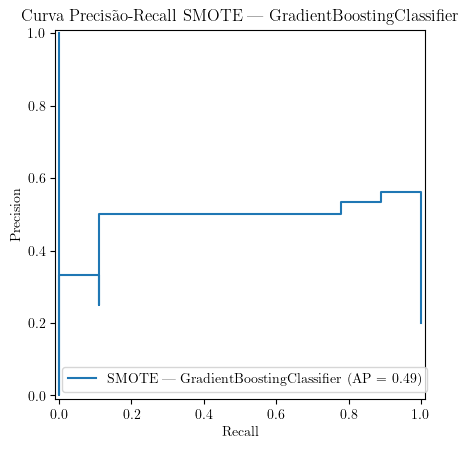 Curva Precisão-Recall SMOTE — GradientBoostingClassifier
1.0
0.8
0.6
0.4
0.2
0.0
Precision
SMOTE — GradientBoostingClassifier (AP = 0.49)
0.0 0.2 0.4 0.6 0.8 1.0
Recall